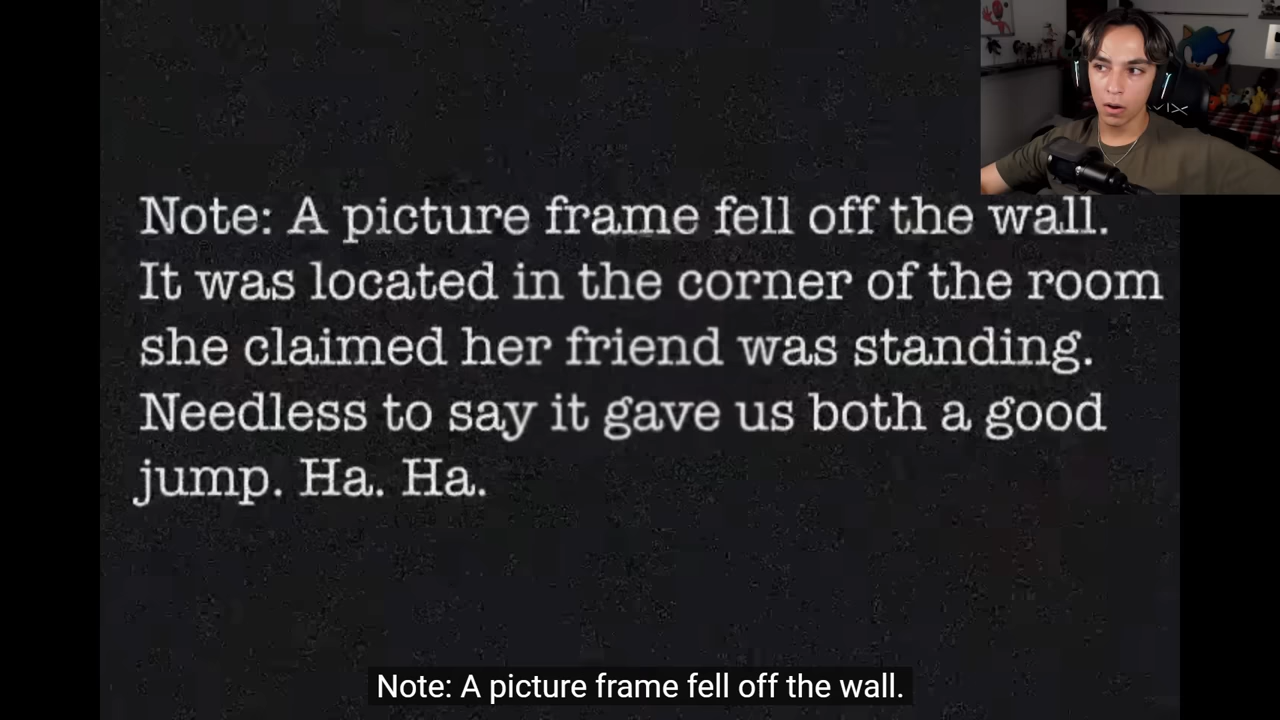 Note: A picture frame fell off the wall.
It was located in the corner of the room
she claimed her friend was standing.
Needless to say it gave us both a good
jump. Ha. Ha.
Note: A picture frame fell off the wall.